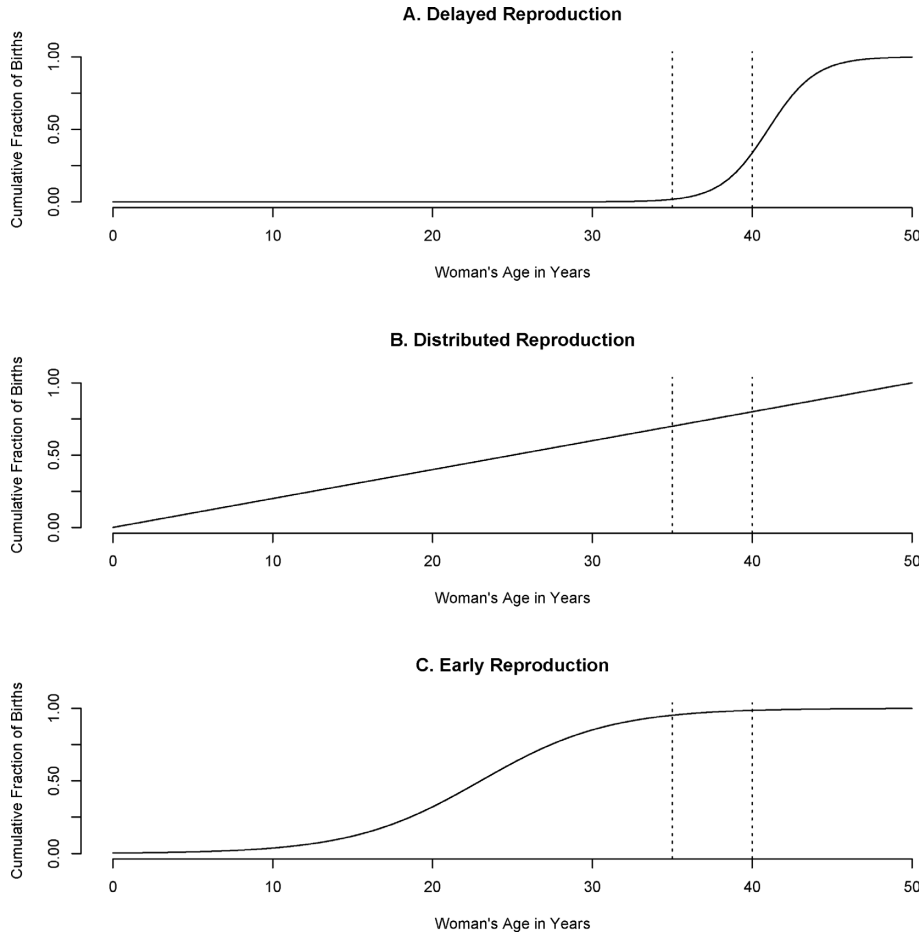 A. Delayed Reproduction
Cumulative Fraction of Births
1.00
0.50
0.00
0 10 20 30 40 50
Woman's Age in Years
B. Distributed Reproduction
Cumulative Fraction of Births
1.00
0.50
0.00
0 10 20 30 40 50
Woman's Age in Years
C. Early Reproduction
Cumulative Fraction of Births
1.00
0.50
0.00
0 10 20 30 40 50
Woman's Age in Years